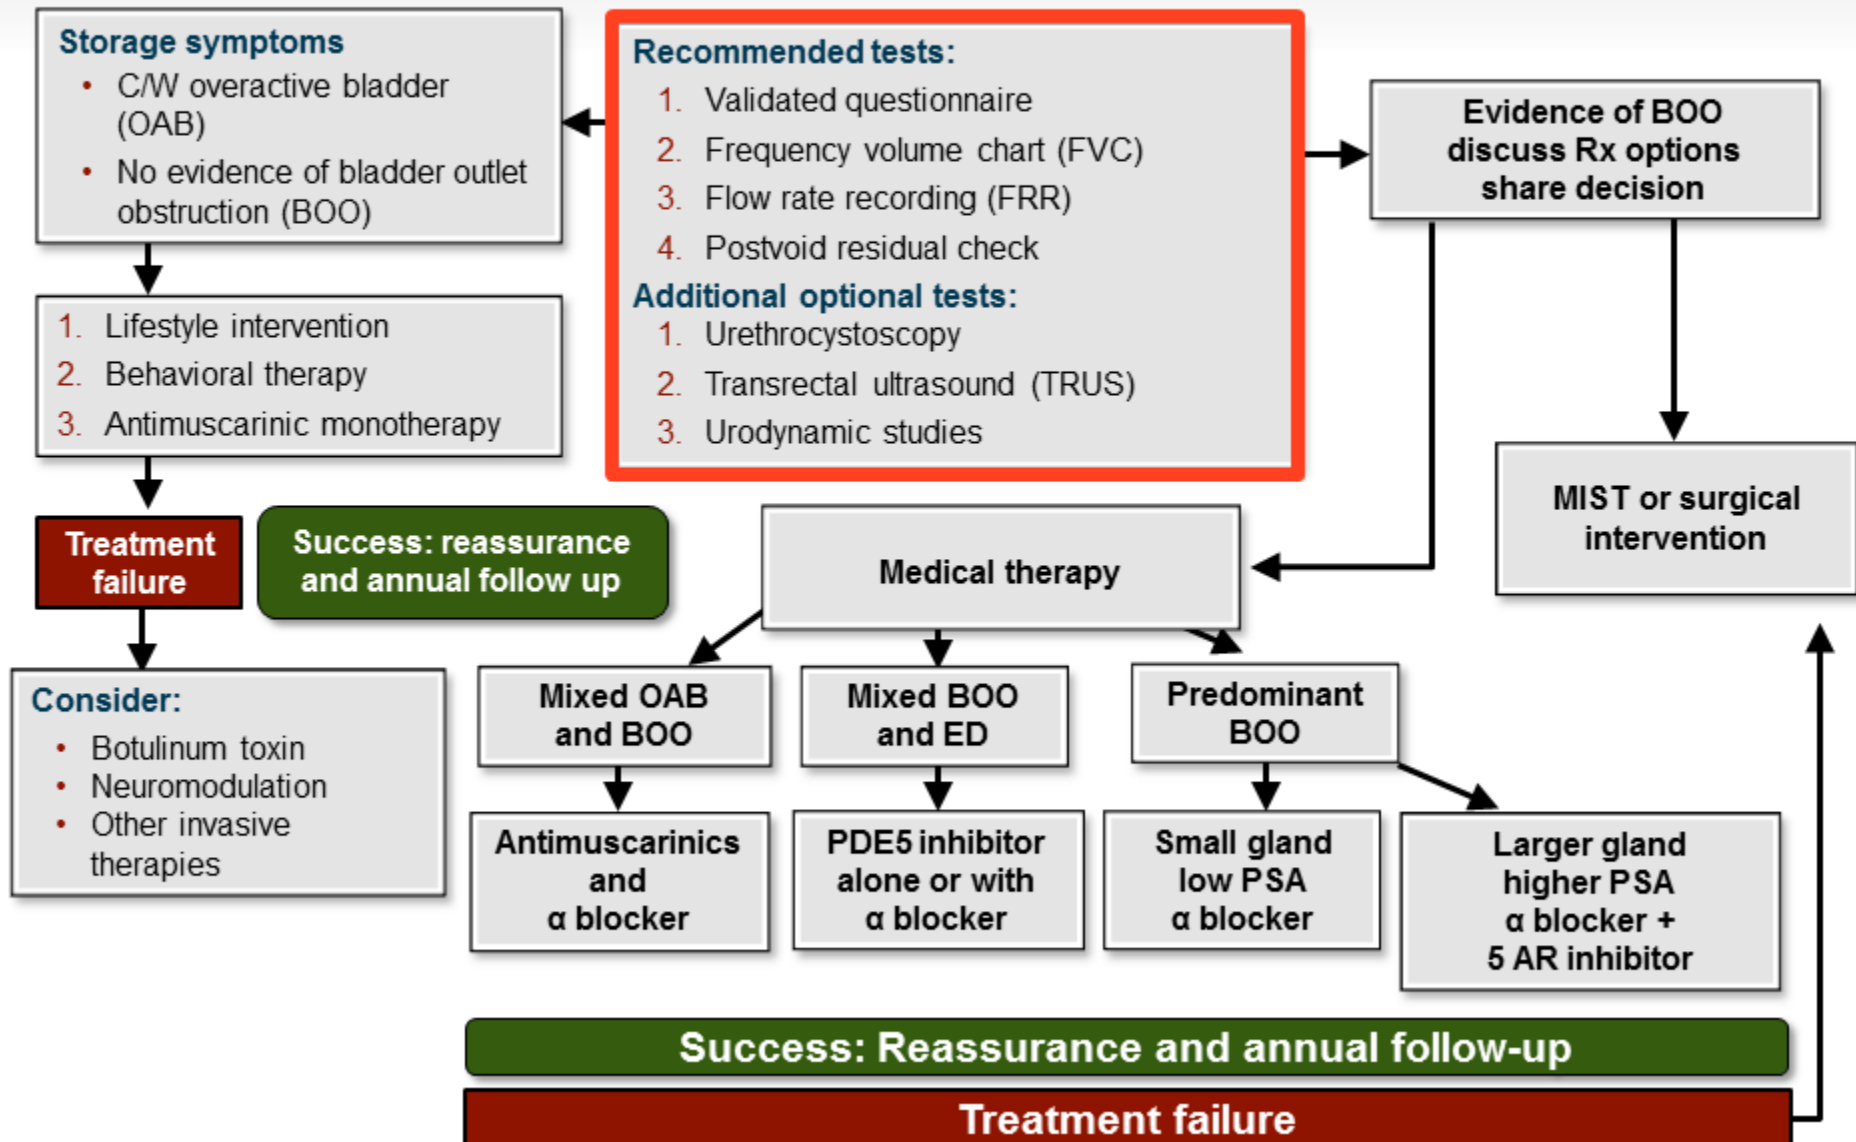 Storage symptoms
• C/W overactive bladder
(OAB)
• No evidence of bladder outlet
obstruction (BOO)
Recommended tests:
1. Validated questionnaire
2. Frequency volume chart (FVC)
3. Flow rate recording (FRR)
4. Postvoid residual check
Additional optional tests:
1. Urethrocystoscopy
2. Transrectal ultrasound (TRUS)
3. Urodynamic studies
Evidence of BOO
discuss Rx options
share decision
1. Lifestyle intervention
2. Behavioral therapy
3. Antimuscarinic monotherapy
MIST or surgical
intervention
Treatment
failure
Success: reassurance
and annual follow up
Medical therapy
Consider:
• Botulinum toxin
• Neuromodulation
• Other invasive
therapies
Mixed OAB
and BOO
Mixed BOO
and ED
Predominant
BOO
Antimuscarinics
and
α blocker
PDE5 inhibitor
alone or with
α blocker
Small gland
low PSA
α blocker
Larger gland
higher PSA
α blocker +
5 AR inhibitor
Success: Reassurance and annual follow-up
Treatment failure